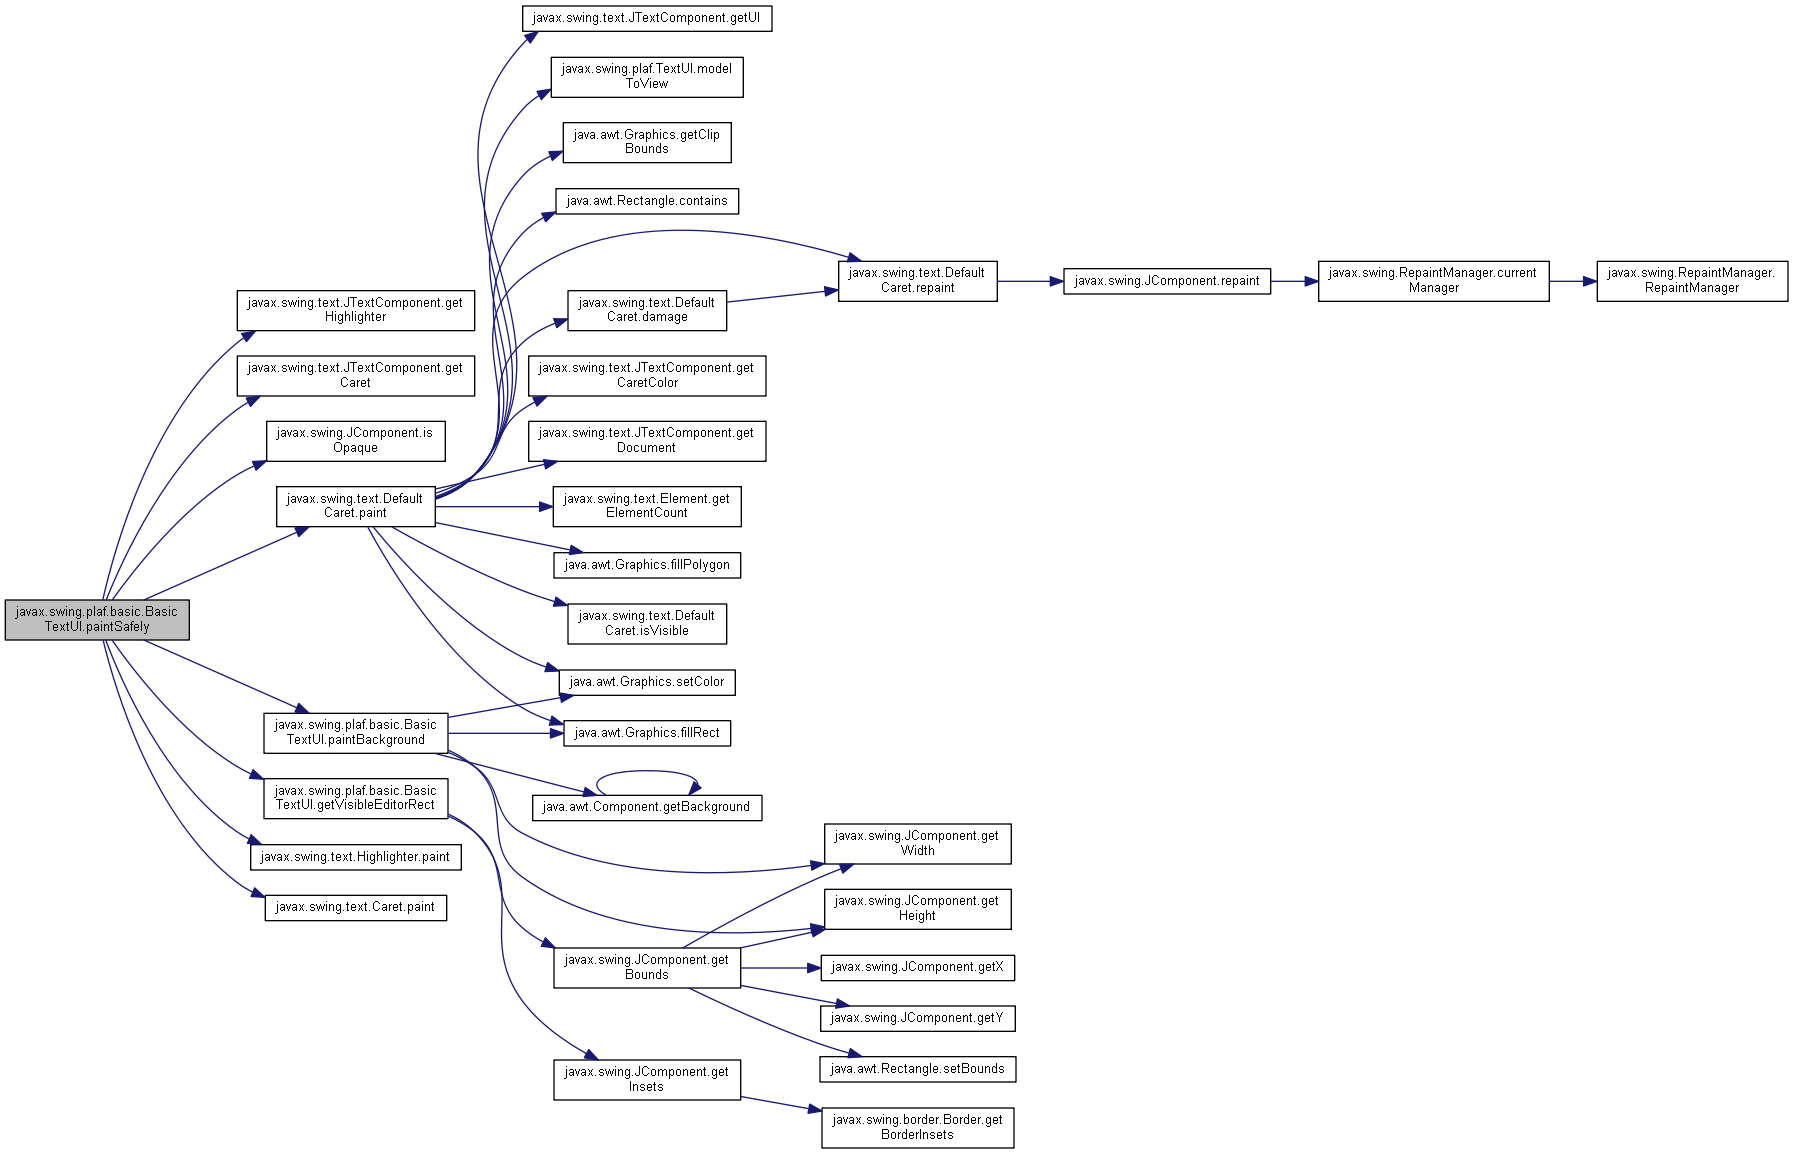 javax.swing.text.JTextComponent.getUI
javax.swing.plaf.TextUI.model
ToView
java.awt.Graphics.getClip
Bounds
java.awt.Rectangle.contains
javax.swing.text.Default
Caret.repaint
javax.swing.JComponent.repaint
javax.swing.RepaintManager.current
Manager
javax.swing.RepaintManager.
RepaintManager
javax.swing.text.JTextComponent.get
Highlighter
javax.swing.text.Default
Caret.damage
javax.swing.text.JTextComponent.get
Caret
javax.swing.text.JTextComponent.get
CaretColor
javax.swing.JComponent.is
Opaque
javax.swing.text.JTextComponent.get
Document
javax.swing.text.Default
Caret.paint
javax.swing.text.Element.get
ElementCount
java.awt.Graphics.fillPolygon
javax.swing.plaf.basic.Basic
TextUI.paintSafely
javax.swing.text.Default
Caret.isVisible
java.awt.Graphics.setColor
javax.swing.plaf.basic.Basic
TextUI.paintBackground
java.awt.Graphics.fillRect
javax.swing.plaf.basic.Basic
TextUI.getVisibleEditorRect
java.awt.Component.getBackground
javax.swing.JComponent.get
Width
javax.swing.text.Highlighter.paint
javax.swing.text.Caret.paint
javax.swing.JComponent.get
Height
javax.swing.JComponent.get
Bounds
javax.swing.JComponent.getX
javax.swing.JComponent.getY
java.awt.Rectangle.setBounds
javax.swing.JComponent.get
Insets
javax.swing.border.Border.get
BorderInsets